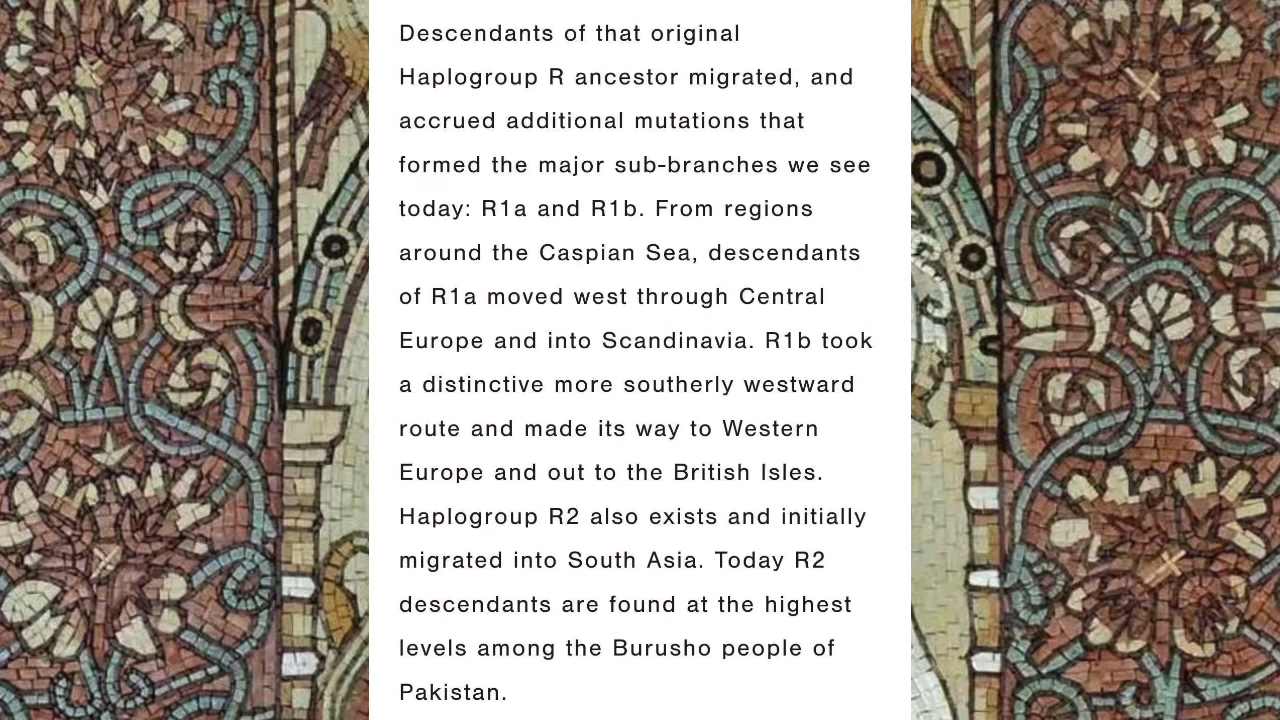 Descendants of that original
Haplogroup R ancestor migrated, and
accrued additional mutations that
formed the major sub-branches we see
today: R1a and R1b. From regions
around the Caspian Sea, descendants
of R1a moved west through Central
Europe and into Scandinavia. R1b took
a distinctive more southerly westward
route and made its way to Western
Europe and out to the British Isles.
Haplogroup R2 also exists and initially
migrated into South Asia. Today R2
descendants are found at the highest
levels among the Burusho people of
Pakistan.